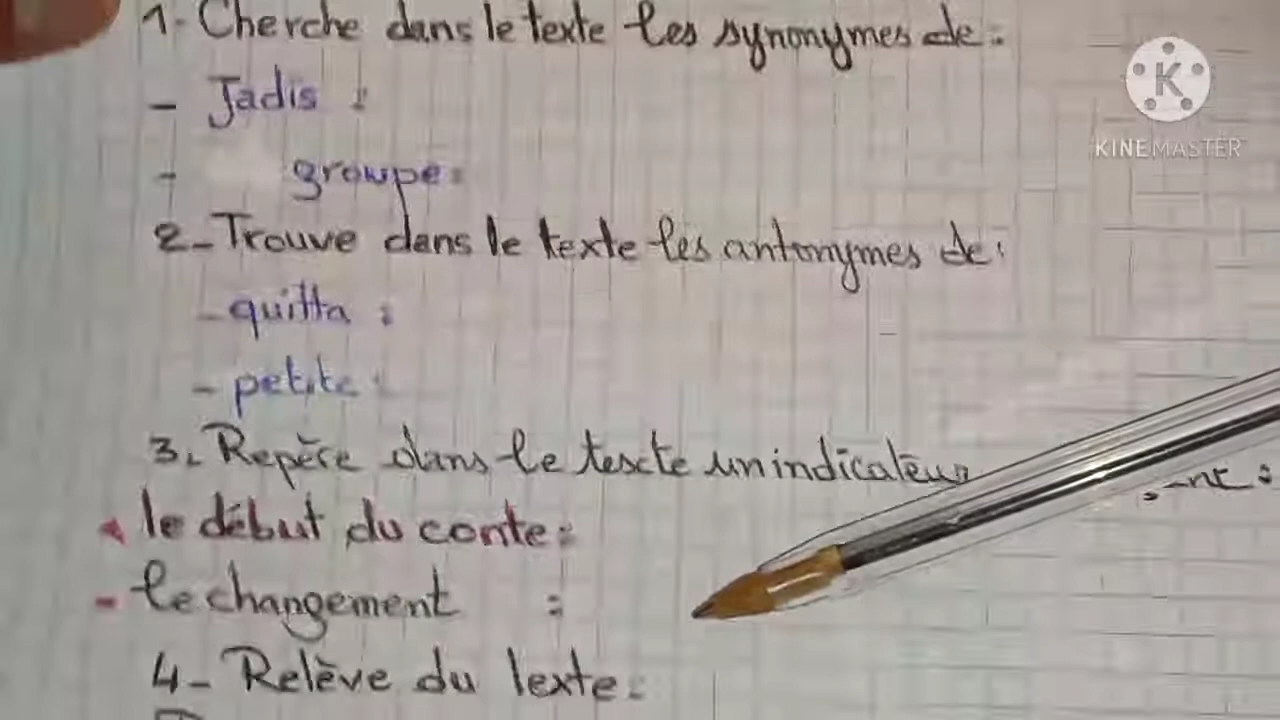 1- Cherche dans le texte les synonymes de:
- Jadis :
- groupe:
2- Trouve dans le texte les antonymes de:
- quitta :
- petite :
3. Repère dans le texte un indicateur
- le début du conte:
- le changement :
4- Relève du texte:
KINEMASTER